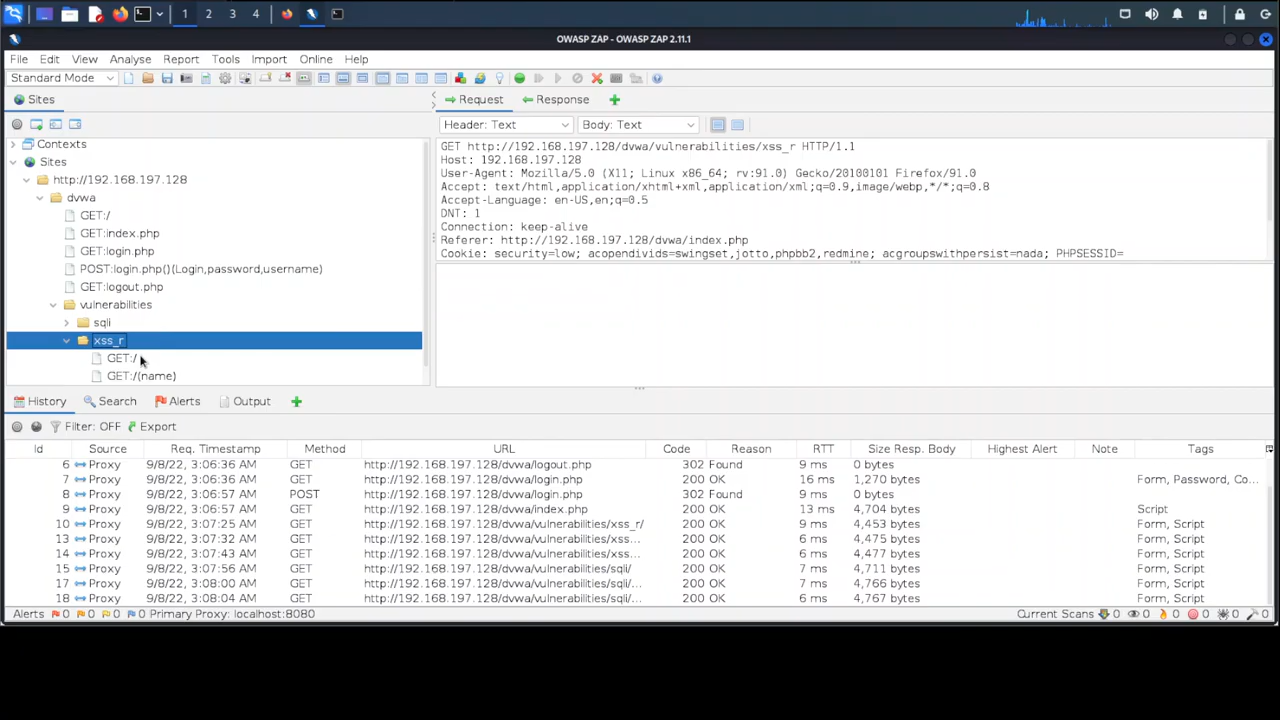 1 2 3 4
OWASP ZAP - OWASP ZAP 2.11.1
File Edit View Analyse Report Tools Import Online Help
Standard Mode
Sites
Request Response
Header: Text Body: Text
Contexts
Sites
http://192.168.197.128
dvwa
GET:/
GET:index.php
GET:login.php
POST:login.php()(Login,password,username)
GET:logout.php
vulnerabilities
sqli
xss_r
GET:/
GET:/(name)
GET http://192.168.197.128/dvwa/vulnerabilities/xss_r HTTP/1.1
Host: 192.168.197.128
User-Agent: Mozilla/5.0 (X11; Linux x86_64; rv:91.0) Gecko/20100101 Firefox/91.0
Accept: text/html,application/xhtml+xml,application/xml;q=0.9,image/webp,*/*;q=0.8
Accept-Language: en-US,en;q=0.5
DNT: 1
Connection: keep-alive
Referer: http://192.168.197.128/dvwa/index.php
Cookie: security=low; acopendivids=swingset,jotto,phpbb2,redmine; acgroupswithpersist=nada; PHPSESSID=
History Search Alerts Output
Filter: OFF Export
Id Source Req. Timestamp Method URL Code Reason RTT Size Resp. Body Highest Alert Note Tags
6 Proxy 9/8/22, 3:06:36 AM GET http://192.168.197.128/dvwa/logout.php 302 Found 9 ms 0 bytes
7 Proxy 9/8/22, 3:06:36 AM GET http://192.168.197.128/dvwa/login.php 200 OK 16 ms 1,270 bytes Form, Password, Co...
8 Proxy 9/8/22, 3:06:57 AM POST http://192.168.197.128/dvwa/login.php 302 Found 9 ms 0 bytes
9 Proxy 9/8/22, 3:06:57 AM GET http://192.168.197.128/dvwa/index.php 200 OK 13 ms 4,704 bytes Script
10 Proxy 9/8/22, 3:07:25 AM GET http://192.168.197.128/dvwa/vulnerabilities/xss_r/ 200 OK 9 ms 4,453 bytes Form, Script
13 Proxy 9/8/22, 3:07:32 AM GET http://192.168.197.128/dvwa/vulnerabilities/xss... 200 OK 6 ms 4,475 bytes Form, Script
14 Proxy 9/8/22, 3:07:43 AM GET http://192.168.197.128/dvwa/vulnerabilities/xss... 200 OK 6 ms 4,477 bytes Form, Script
15 Proxy 9/8/22, 3:07:56 AM GET http://192.168.197.128/dvwa/vulnerabilities/sqli/ 200 OK 7 ms 4,711 bytes Form, Script
17 Proxy 9/8/22, 3:08:00 AM GET http://192.168.197.128/dvwa/vulnerabilities/sqli/... 200 OK 6 ms 4,766 bytes Form, Script
18 Proxy 9/8/22, 3:08:04 AM GET http://192.168.197.128/dvwa/vulnerabilities/sqli/... 200 OK 6 ms 4,767 bytes Form, Script
Alerts 0 0 0 0 Primary Proxy: localhost:8080 Current Scans 0 0 0 0 0 0